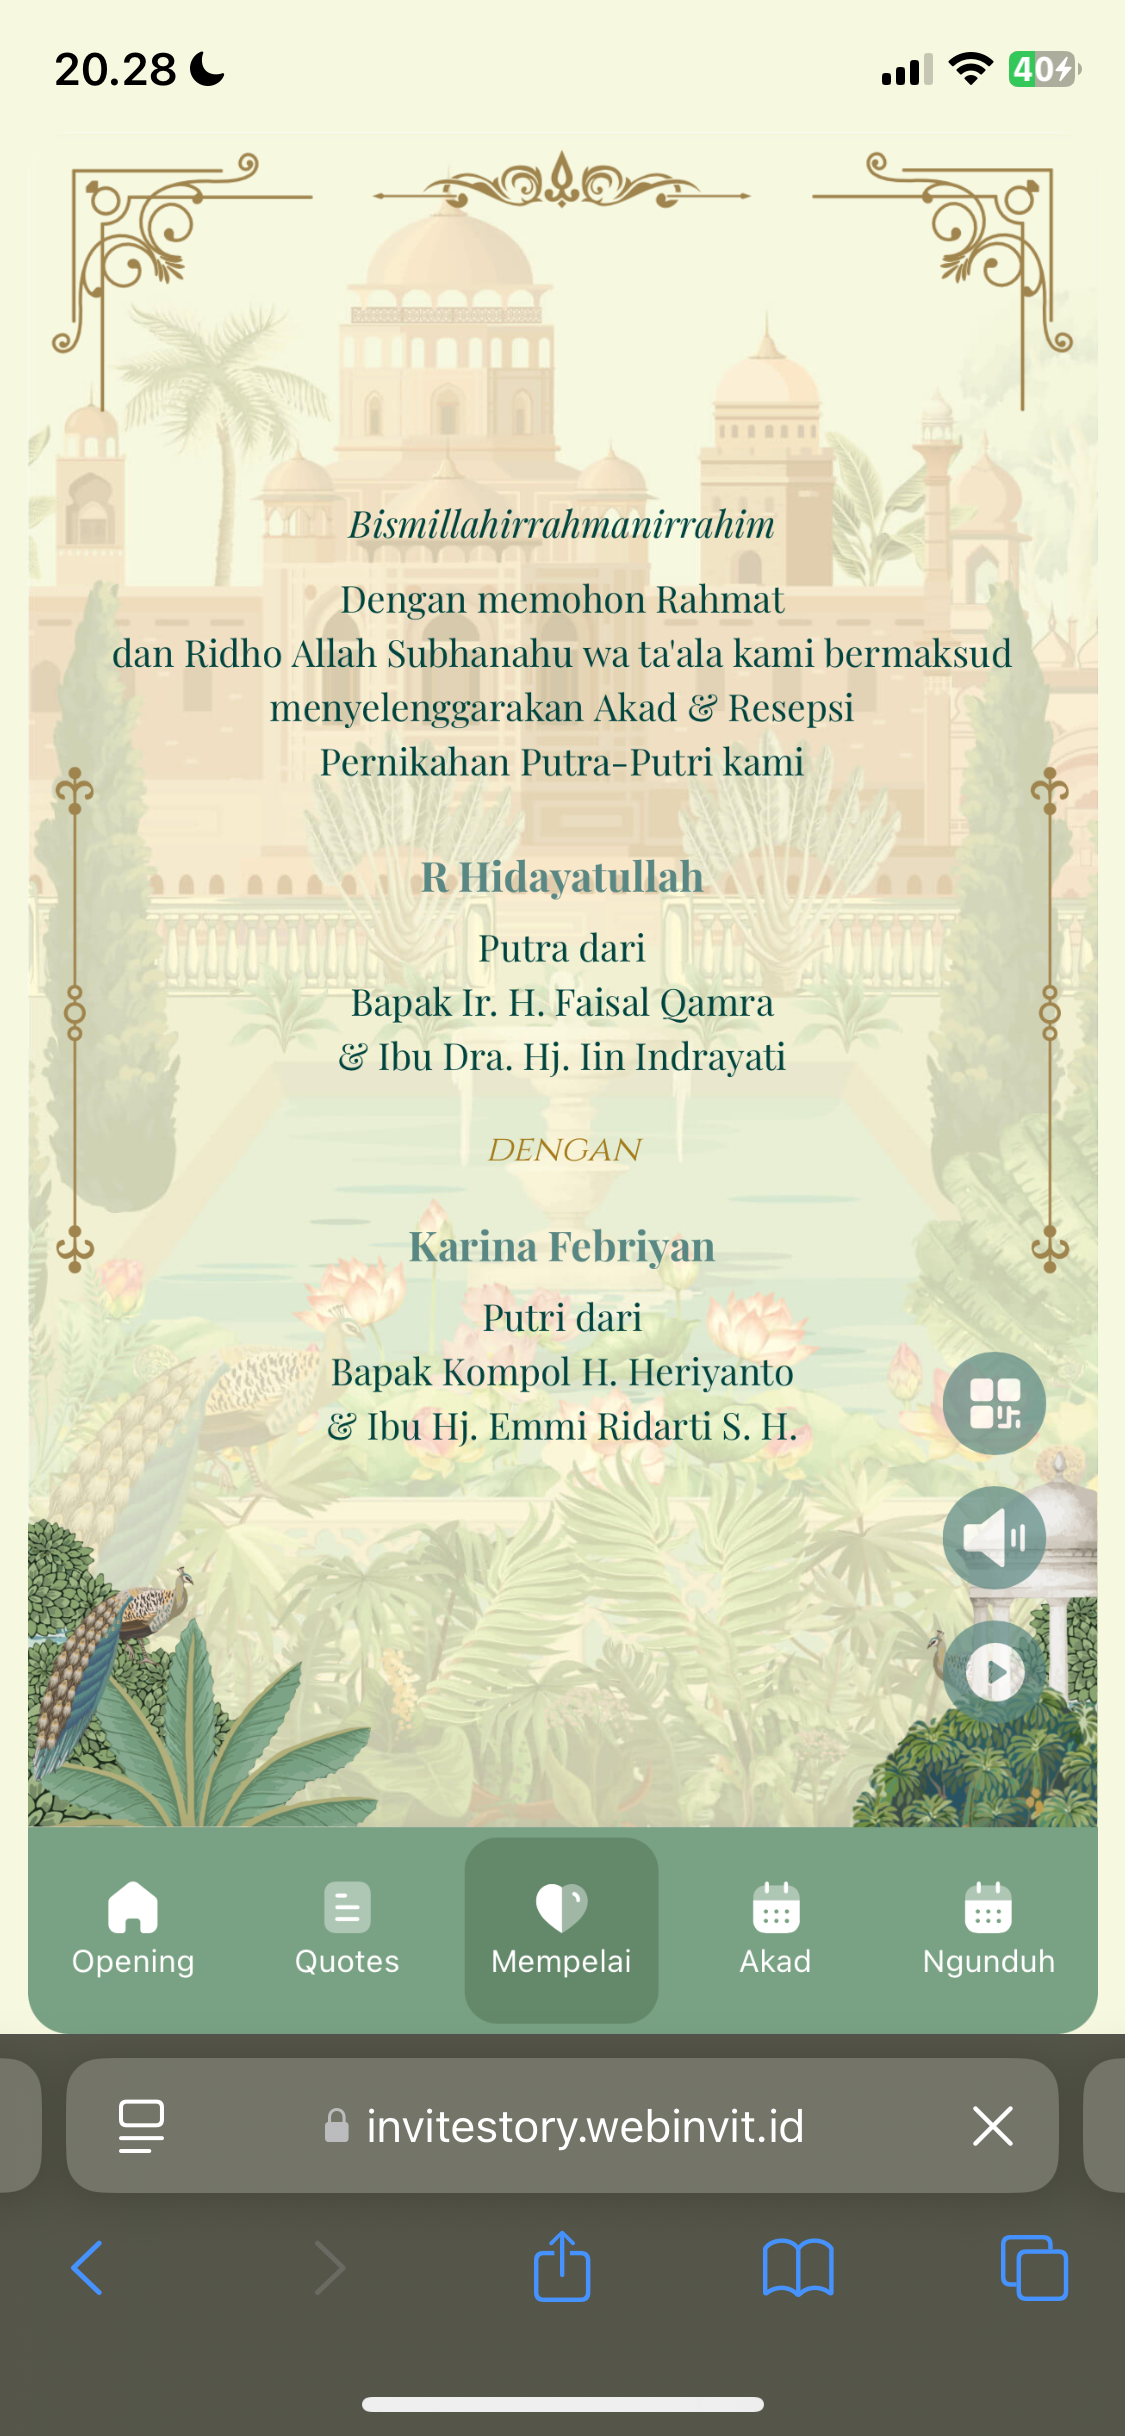 20.28
40
Bismillahirrahmanirrahim
Dengan memohon Rahmat
dan Ridho Allah Subhanahu wa ta'ala kami bermaksud
menyelenggarakan Akad & Resepsi
Pernikahan Putra-Putri kami
R Hidayatullah
Putra dari
Bapak Ir. H. Faisal Qamra
& Ibu Dra. Hj. Iin Indrayati
DENGAN
Karina Febriyan
Putri dari
Bapak Kompol H. Heriyanto
& Ibu Hj. Emmi Ridarti S. H.
Opening Quotes Mempelai Akad Ngunduh
invitestory.webinvit.id